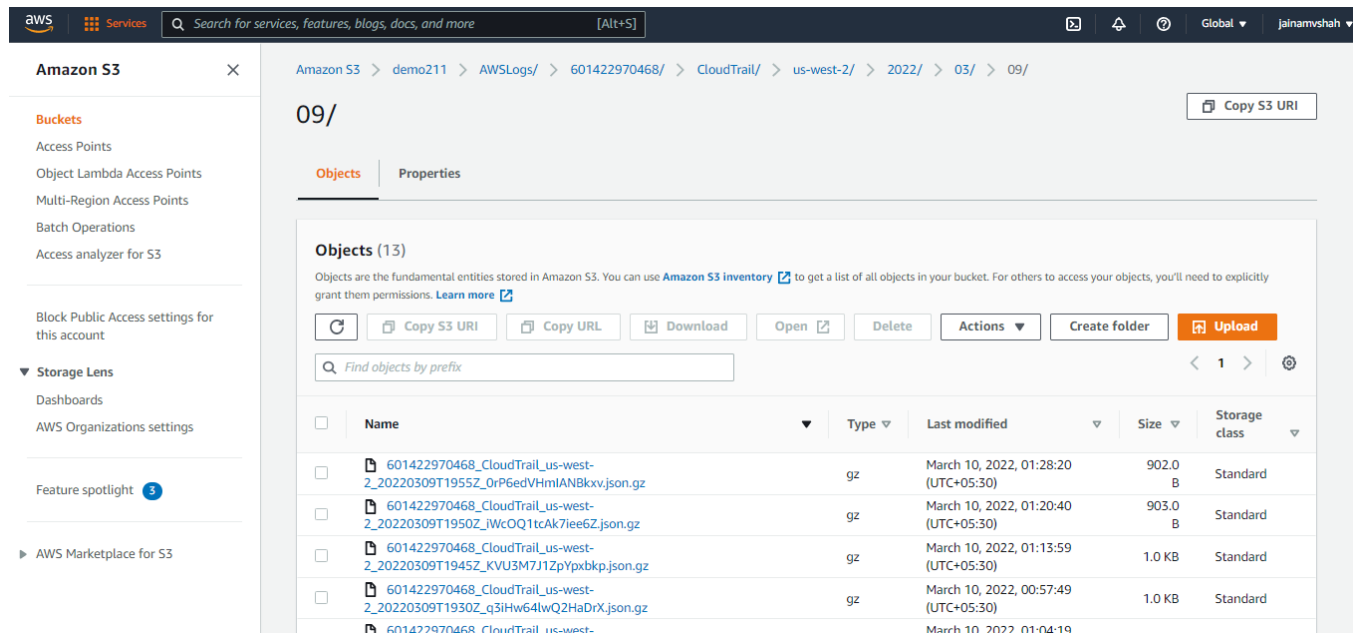 aws Services Search for services, features, blogs, docs, and more [Alt+S] Global ▼ jainamvshah ▼
Amazon S3
Buckets
Access Points
Object Lambda Access Points
Multi-Region Access Points
Batch Operations
Access analyzer for S3
Block Public Access settings for
this account
▼ Storage Lens
Dashboards
AWS Organizations settings
Feature spotlight 3
AWS Marketplace for S3
Amazon S3 > demo211 > AWSLogs/ > 601422970468/ > CloudTrail/ > us-west-2/ > 2022/ > 03/ > 09/
09/
Copy S3 URI
Objects Properties
Objects (13)
Objects are the fundamental entities stored in Amazon S3. You can use Amazon S3 inventory to get a list of all objects in your bucket. For others to access your objects, you'll need to explicitly
grant them permissions. Learn more
Copy S3 URI Copy URL Download Open Delete Actions ▼ Create folder Upload
Find objects by prefix
< 1 >
Name Type Last modified Size Storage
class
601422970468_CloudTrail_us-west-
2_20220309T1955Z_0rP6edVHmIANBkxv.json.gz
gz
March 10, 2022, 01:28:20
(UTC+05:30)
902.0
B
Standard
601422970468_CloudTrail_us-west-
2_20220309T1950Z_iWcOQ1tcAk7iee6Z.json.gz
gz
March 10, 2022, 01:20:40
(UTC+05:30)
903.0
B
Standard
601422970468_CloudTrail_us-west-
2_20220309T1945Z_KVU3M7J1ZpYpxbkp.json.gz
gz
March 10, 2022, 01:13:59
(UTC+05:30)
1.0 KB
Standard
601422970468_CloudTrail_us-west-
2_20220309T1930Z_q3iHw64lwQ2HaDrX.json.gz
gz
March 10, 2022, 00:57:49
(UTC+05:30)
1.0 KB
Standard
601422970468_CloudTrail_us-west-
March 10, 2022, 01:04:19